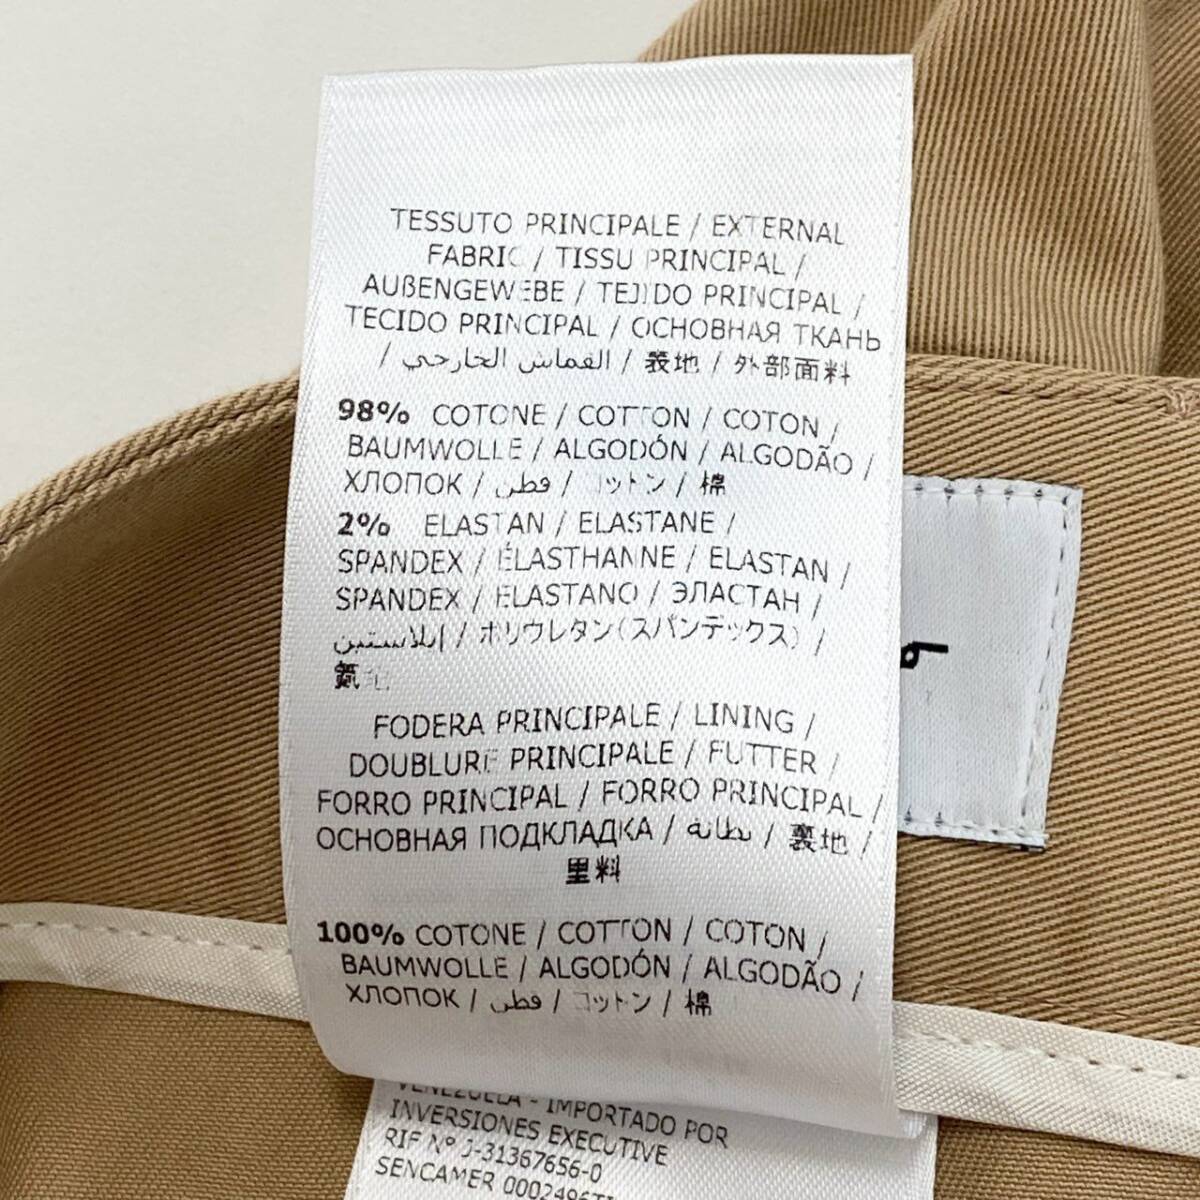 TESSUTO PRINCIPALE / EXTERNAL
FABRIC / TISSU PRINCIPAL /
AUßENGEWEBE / TEJIDO PRINCIPAL /
TECIDO PRINCIPAL / ОСНОВНАЯ ТКАНЬ
/ القماش الخارجي / 表地 / 外部面料
98% COTONE / COTTON / COTON /
BAUMWOLLE / ALGODÓN / ALGODÃO /
ХЛОПОК / قطن / コットン / 棉
2% ELASTAN / ELASTANE /
SPANDEX / ÉLASTHANNE / ELASTAN /
SPANDEX / ELASTANO / ЭЛАСТАН /
إيلاستين / ポリウレタン(スパンデックス) /
FODERA PRINCIPALE / LINING /
DOUBLURE PRINCIPALE / FUTTER /
FORRO PRINCIPAL / FORRO PRINCIPAL /
ОСНОВНАЯ ПОДКЛАДКА / بطانة / 裏地 /
里料
100% COTONE / COTTON / COTON /
BAUMWOLLE / ALGODÓN / ALGODÃO /
ХЛОПОК / قطن / コットン / 棉
VENEZUELA - IMPORTADO POR
INVERSIONES EXECUTIVE
RIF N° J-31367656-0
SENCAMER